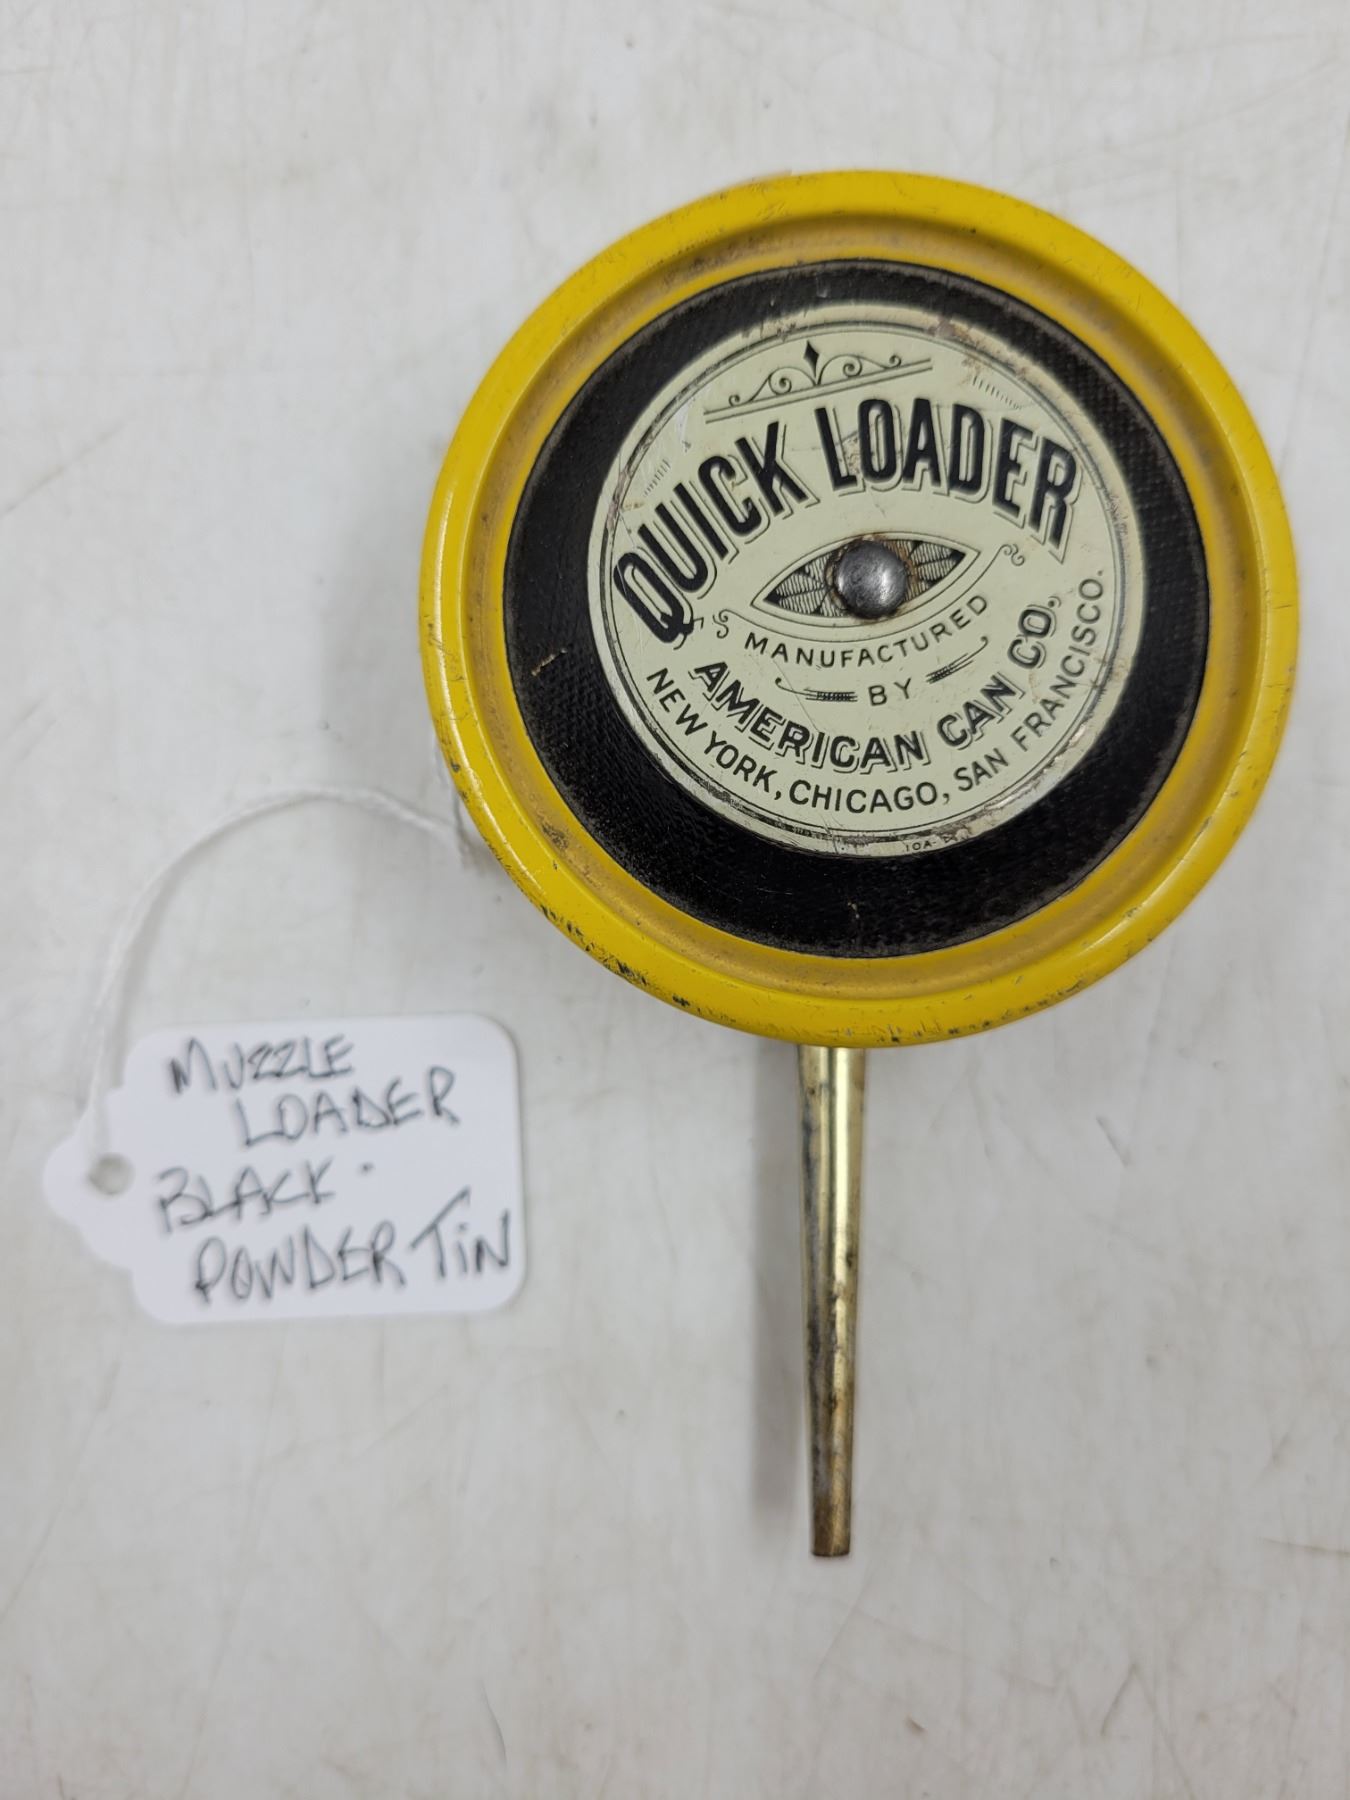 QUICK LOADER
MANUFACTURED
BY
AMERICAN CAN CO.
NEW YORK, CHICAGO, SAN FRANCISCO.
MUZZLE
LOADER
BLACK.
POWDER TIN